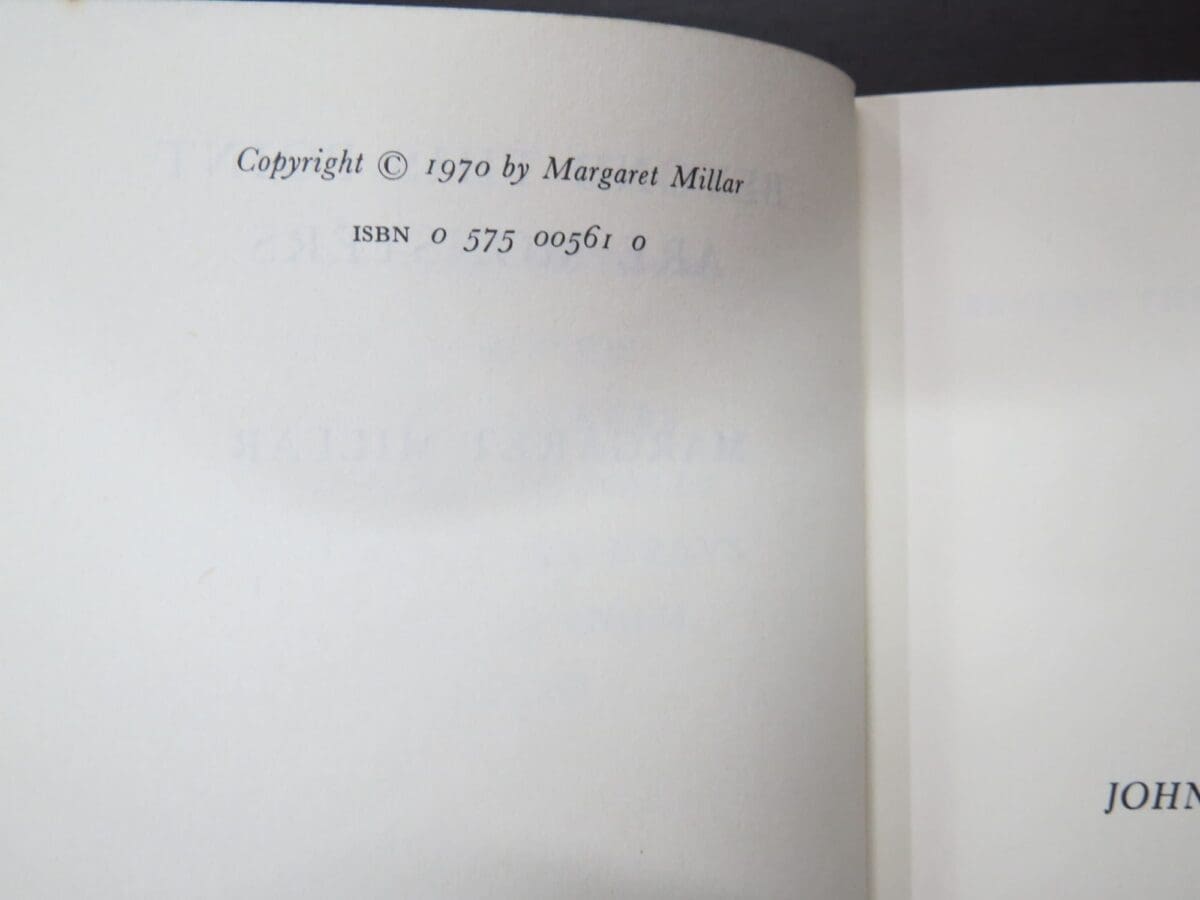 Copyright © 1970 by Margaret Millar
ISBN 0 575 00561 0
JOHN